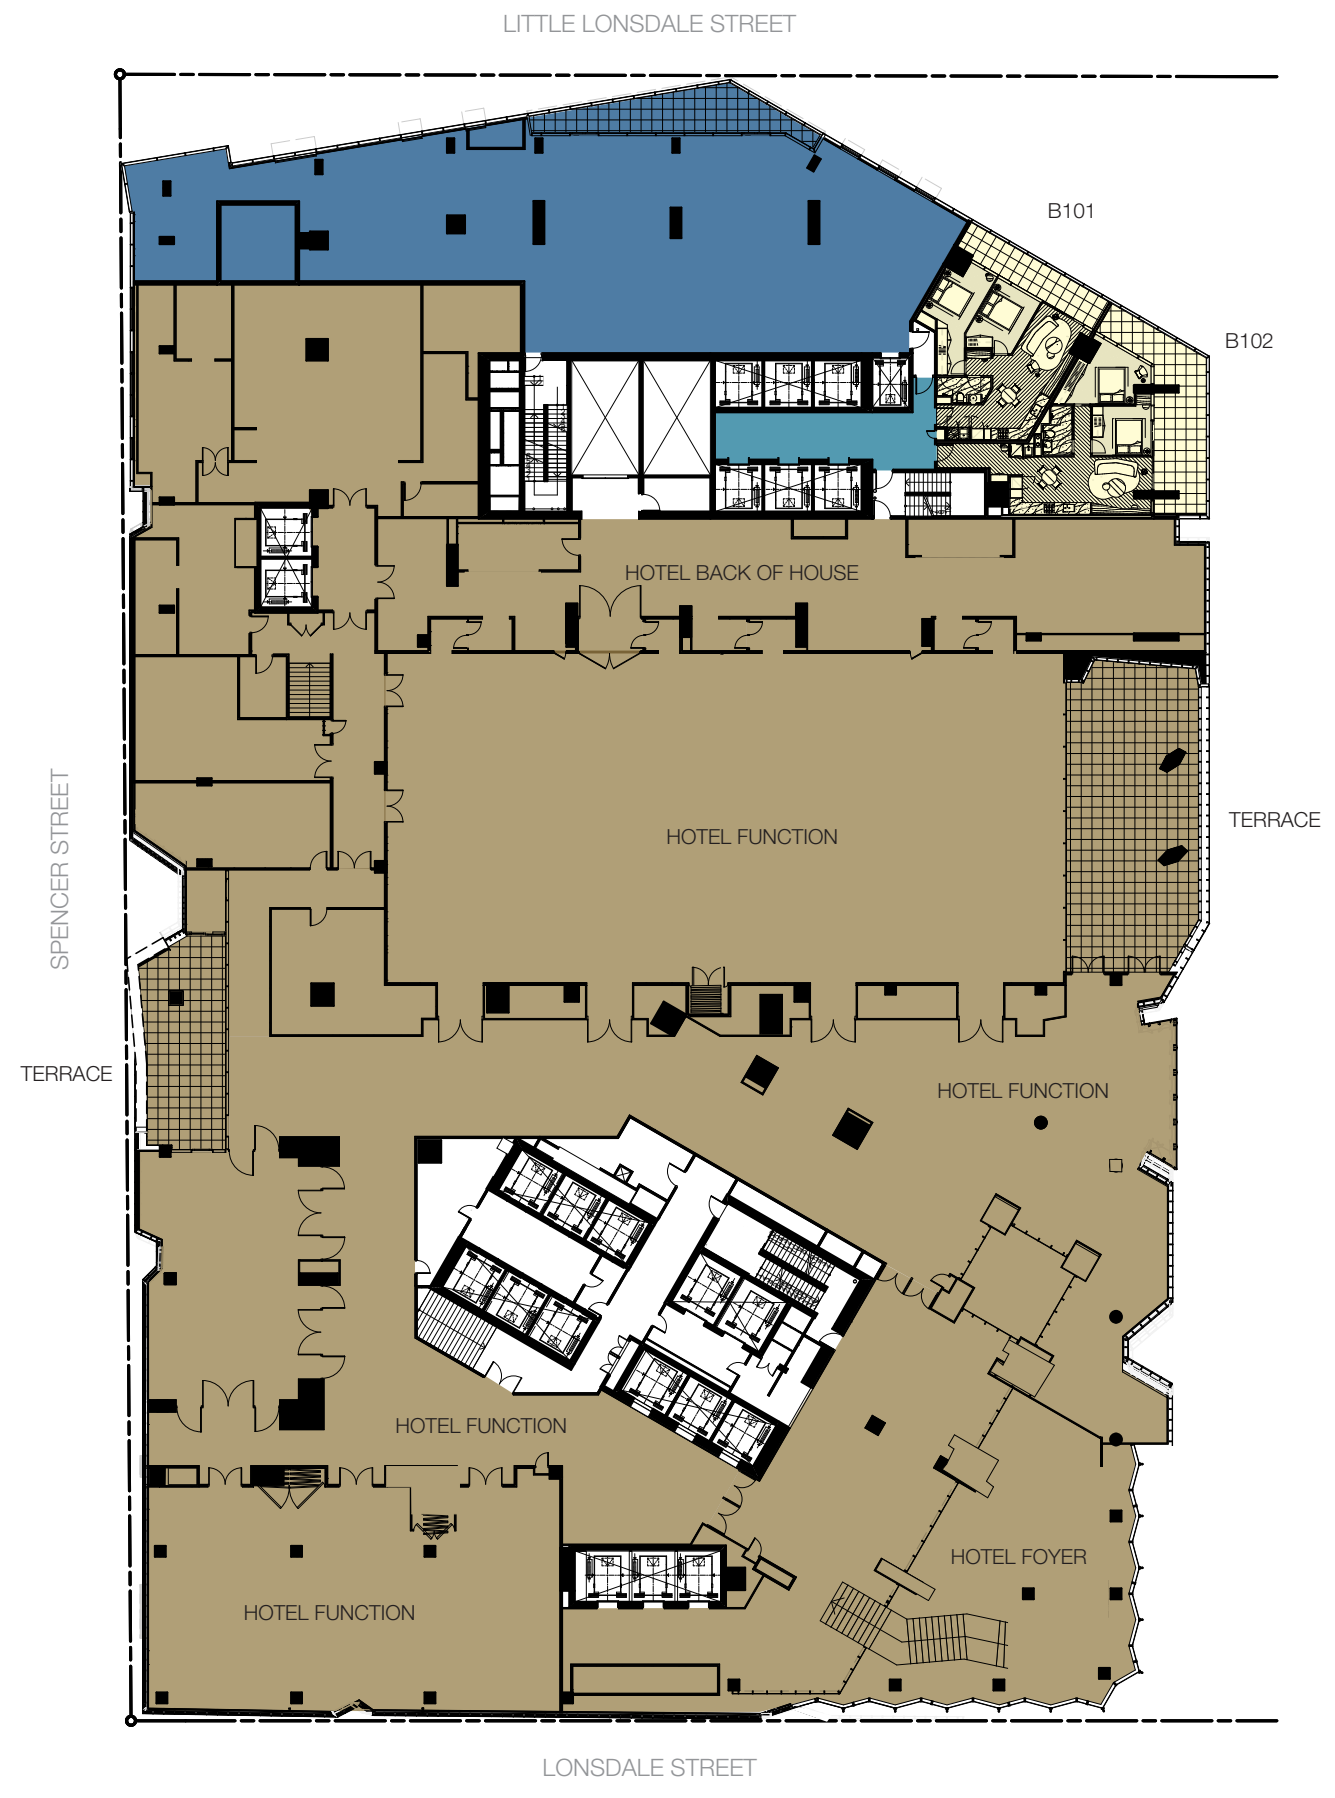 LITTLE LONSDALE STREET
B101
B102
HOTEL BACK OF HOUSE
SPENCER STREET
HOTEL FUNCTION
TERRACE
TERRACE
HOTEL FUNCTION
HOTEL FUNCTION
HOTEL FOYER
HOTEL FUNCTION
LONSDALE STREET